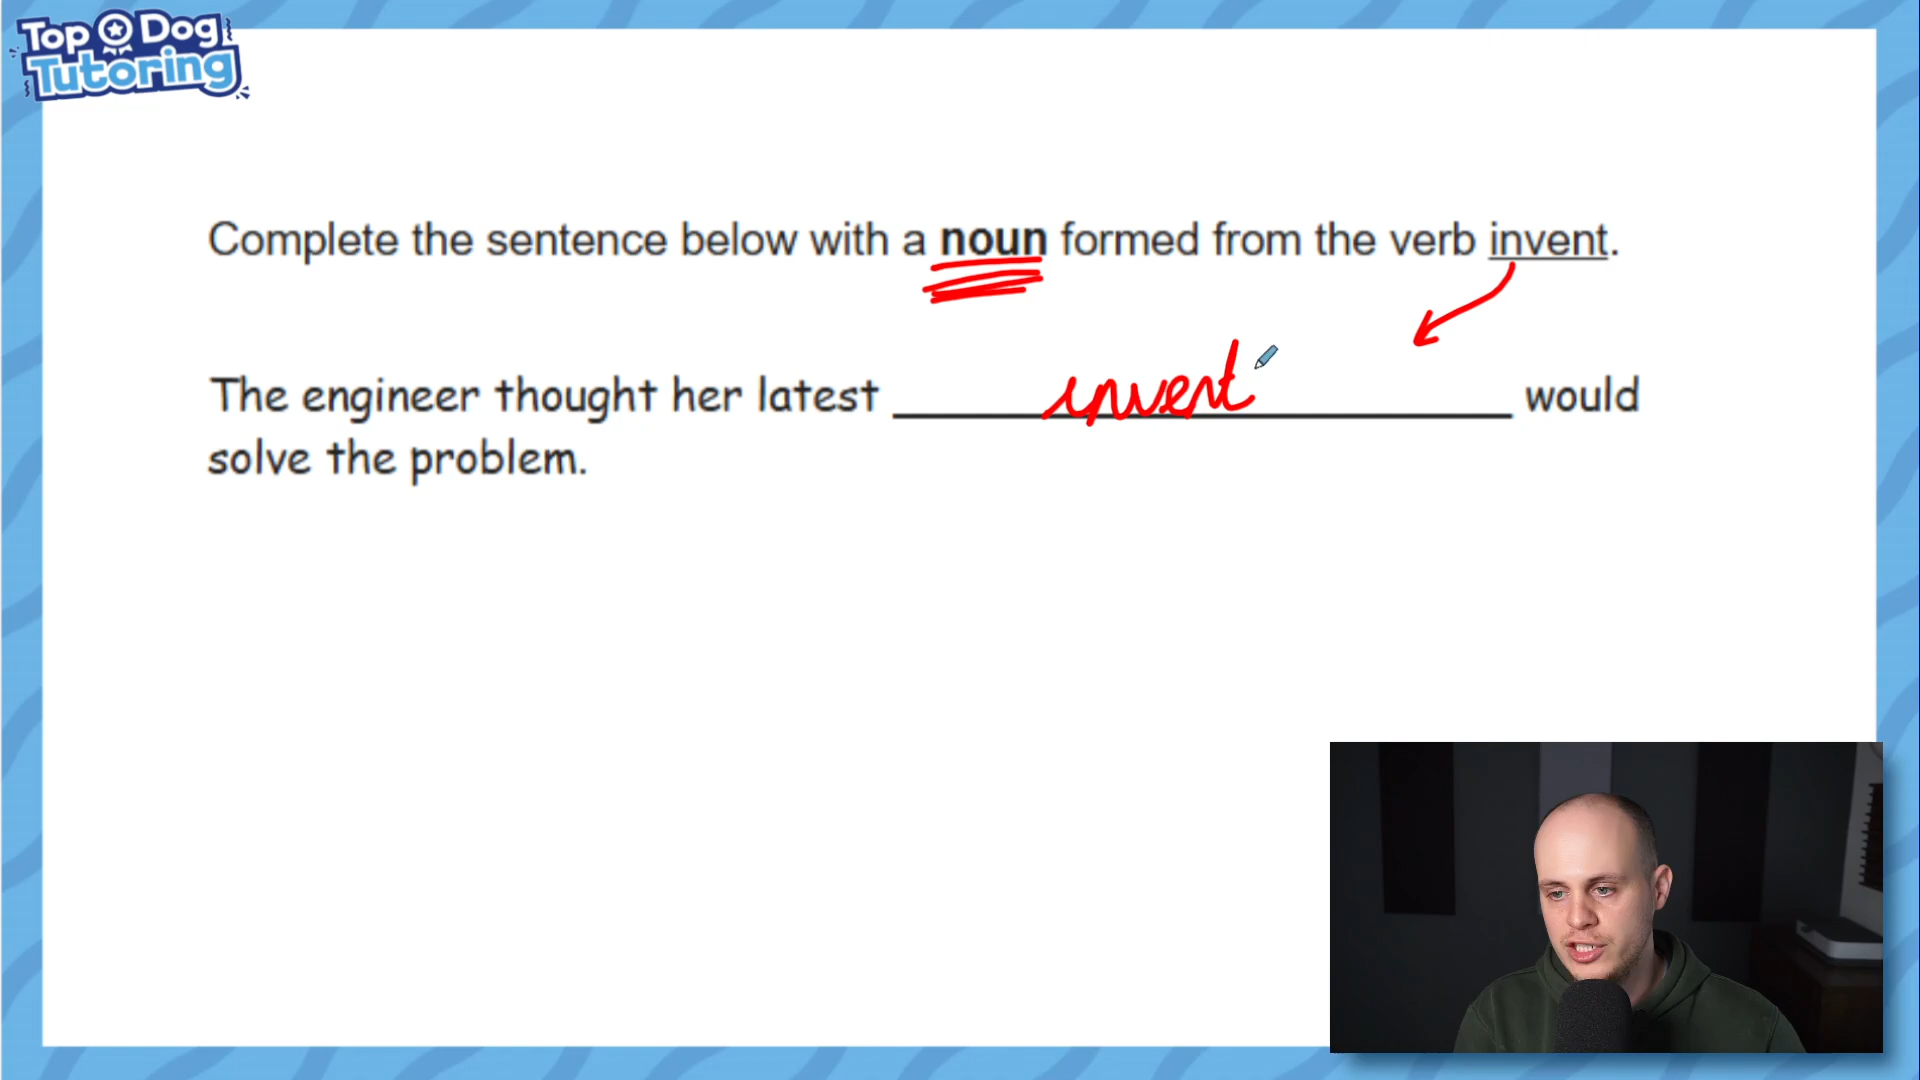 Top Dog
Tutoring
Complete the sentence below with a noun formed from the verb invent.
The engineer thought her latest invent would
solve the problem.